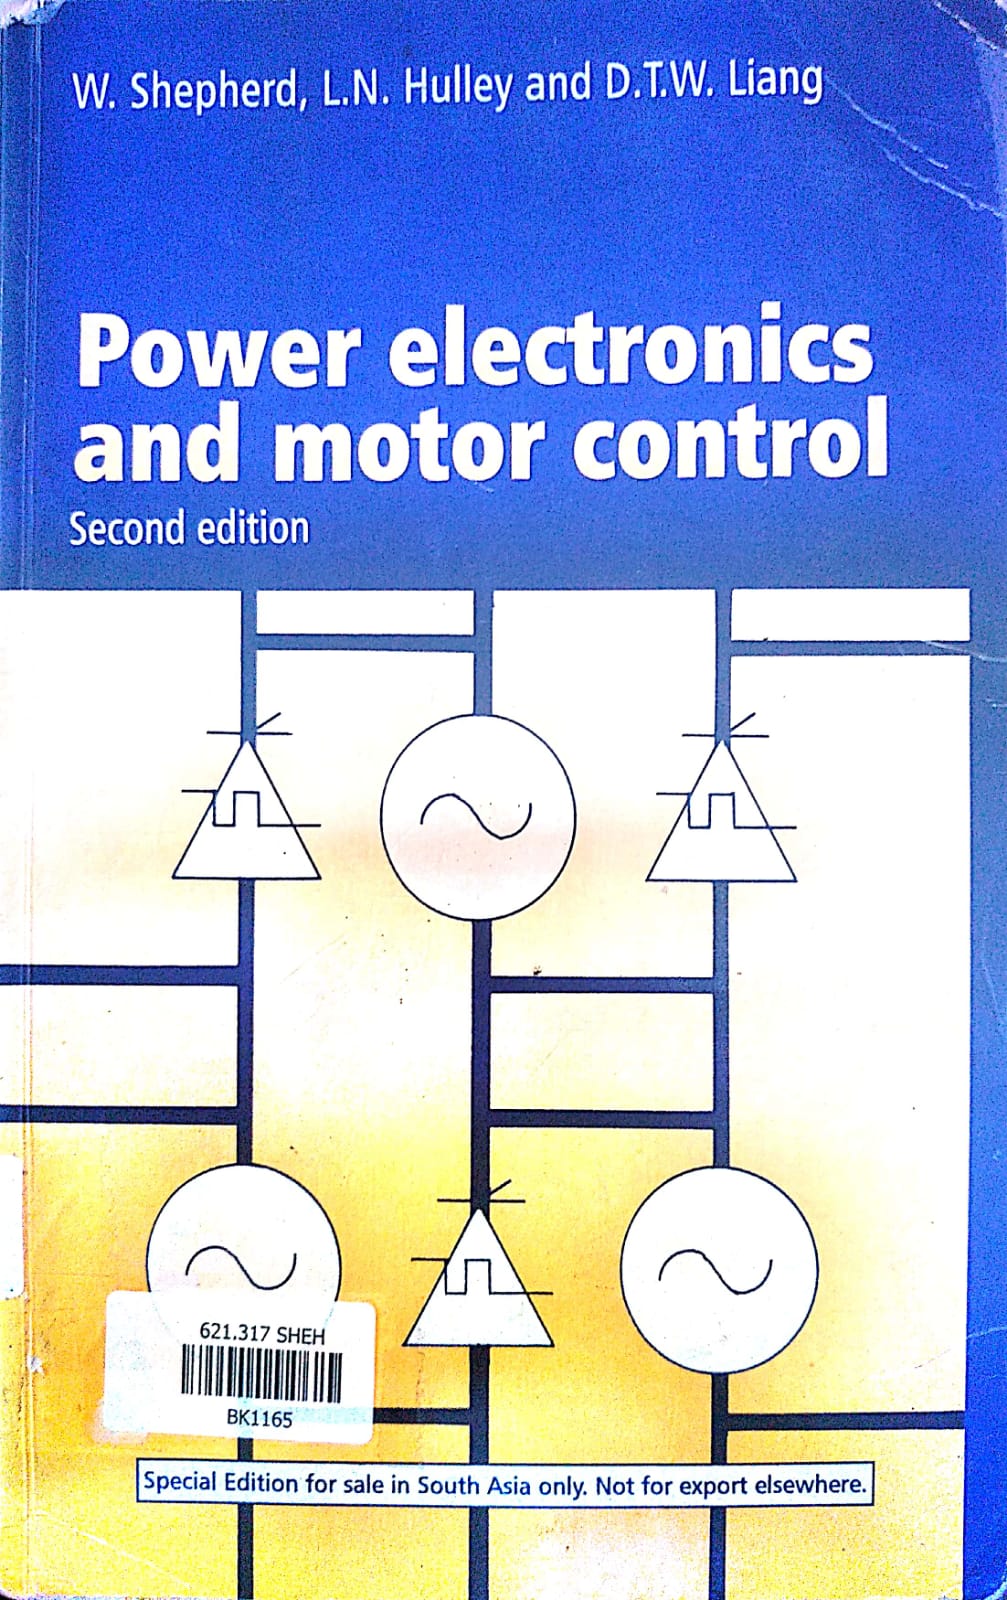 W. Shepherd, L.N. Hulley and D.T.W. Liang
Power electronics
and motor control
Second edition
621.317 SHEH
BK1165
Special Edition for sale in South Asia only. Not for export elsewhere.